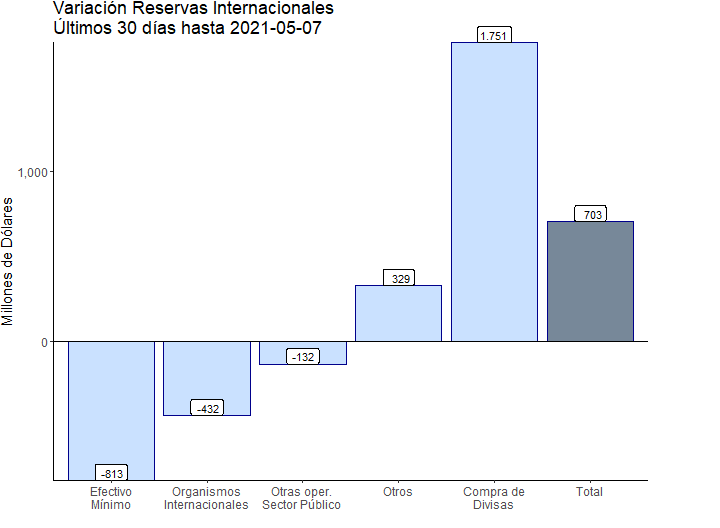 Variación Reservas Internacionales
Últimos 30 días hasta 2021-05-07
Millones de Dólares
1,000
0
-813
-432
-132
329
1.751
703
Efectivo
Mínimo
Organismos
Internacionales
Otras oper.
Sector Público
Otros
Compra de
Divisas
Total